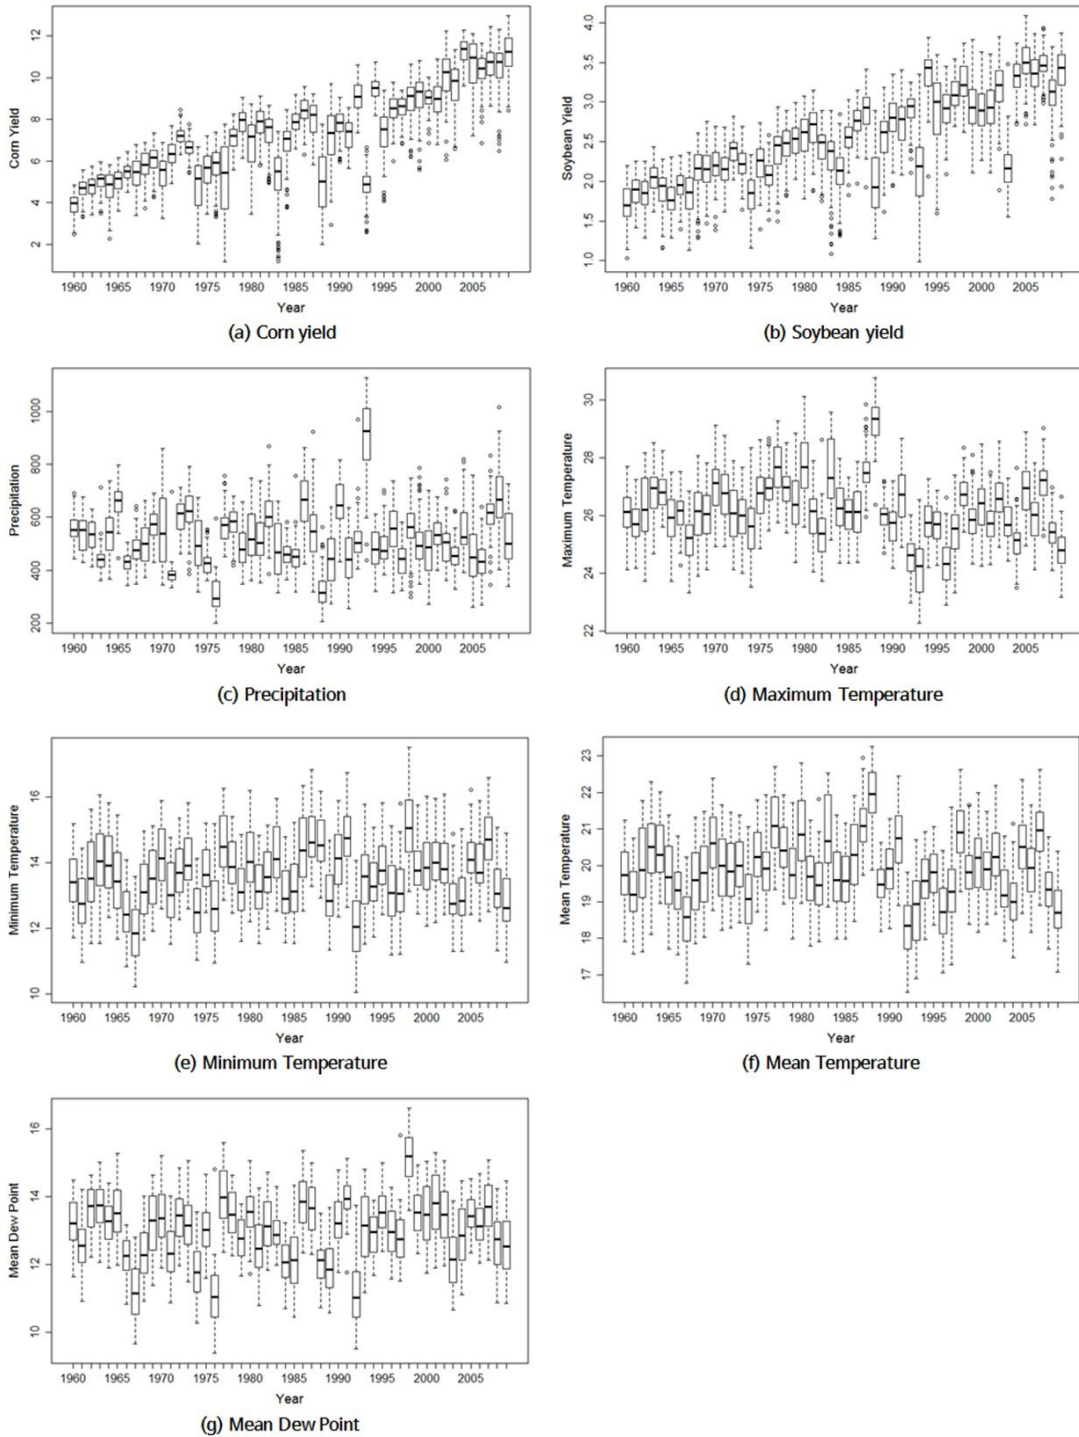 Corn Yield
2 4 6 8 10 12
1960 1965 1970 1975 1980 1985 1990 1995 2000 2005
Year
(a) Corn yield
Soybean Yield
1.0 1.5 2.0 2.5 3.0 3.5 4.0
1960 1965 1970 1975 1980 1985 1990 1995 2000 2005
Year
(b) Soybean yield
Precipitation
200 400 600 800 1000
1960 1965 1970 1975 1980 1985 1990 1995 2000 2005
Year
(c) Precipitation
Maximum Temperature
22 24 26 28 30
1960 1965 1970 1975 1980 1985 1990 1995 2000 2005
Year
(d) Maximum Temperature
Minimum Temperature
10 12 14 16
1960 1965 1970 1975 1980 1985 1990 1995 2000 2005
Year
(e) Minimum Temperature
Mean Temperature
17 18 19 20 21 22 23
1960 1965 1970 1975 1980 1985 1990 1995 2000 2005
Year
(f) Mean Temperature
Mean Dew Point
10 12 14 16
1960 1965 1970 1975 1980 1985 1990 1995 2000 2005
Year
(g) Mean Dew Point